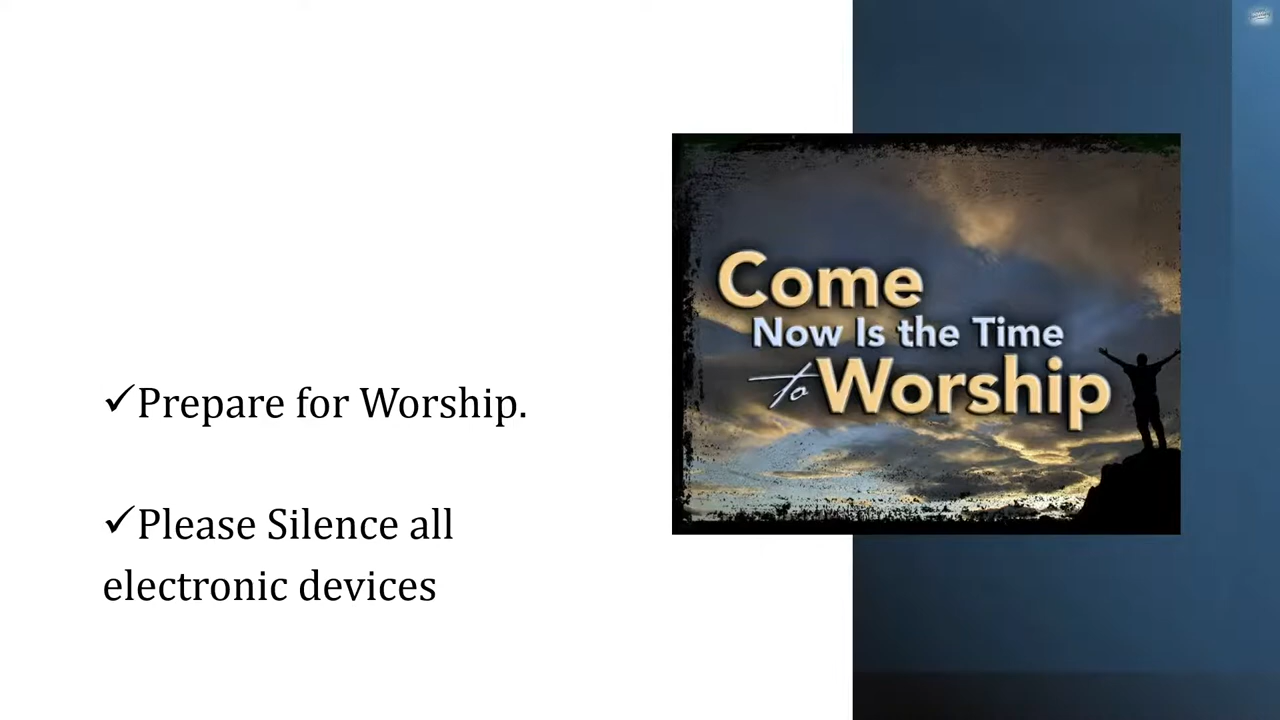 ✓Prepare for Worship.
✓Please Silence all
electronic devices
Come
Now Is the Time
to Worship